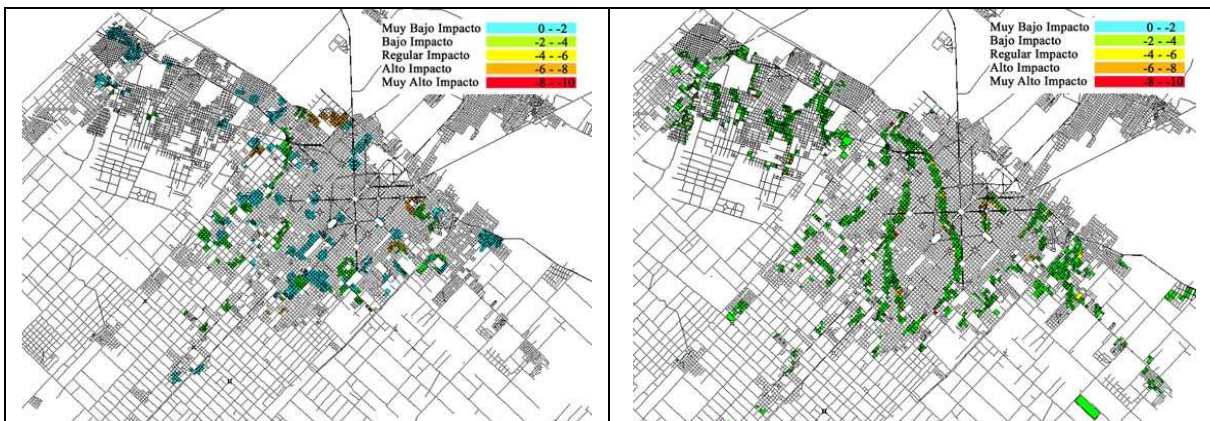 Muy Bajo Impacto 0 - -2
Bajo Impacto -2 - -4
Regular Impacto -4 - -6
Alto Impacto -6 - -8
Muy Alto Impacto -8 - -10
Muy Bajo Impacto 0 - -2
Bajo Impacto -2 - -4
Regular Impacto -4 - -6
Alto Impacto -6 - -8
Muy Alto Impacto -8 - -10